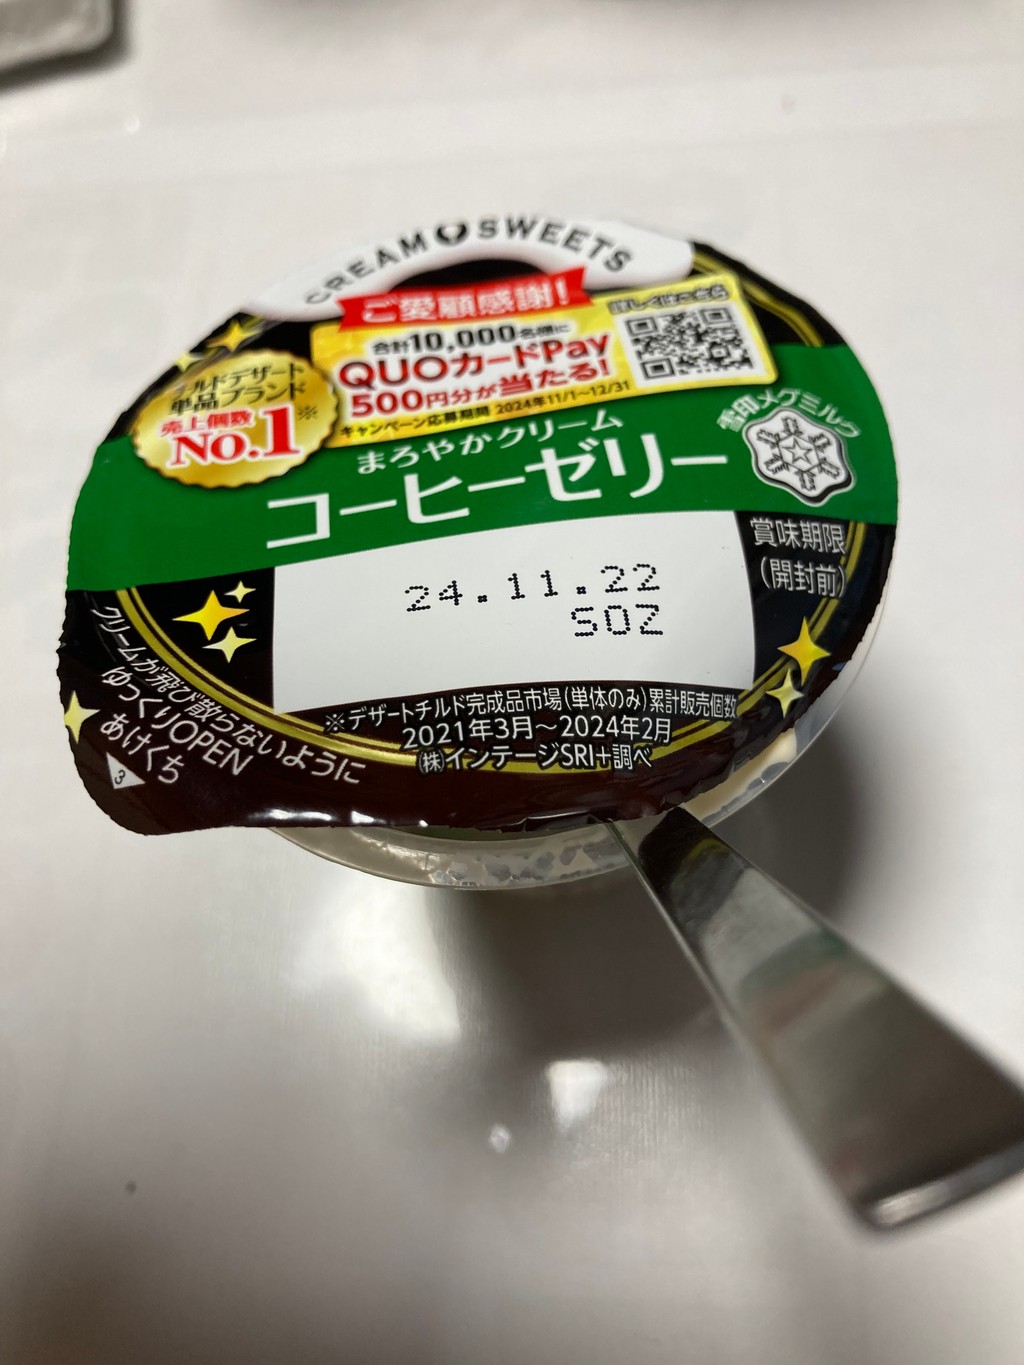 CREAM SWEETS
ご愛顧感謝!
詳しくはこちら
合計10,000名様に
QUOカードPay
500円分が当たる!
キャンペーン応募期間 2024年11/1~12/31
チルドデザート
単品ブランド
売上個数
No.1※
まろやかクリーム
コーヒーゼリー
雪印メグミルク
賞味期限
(開封前)
24.11.22
SOZ
※デザートチルド完成品市場(単体のみ)累計販売個数
2021年3月~2024年2月
(株)インテージSRI+調べ
クリームが飛び散らないように
ゆっくりOPEN
あけくち
3